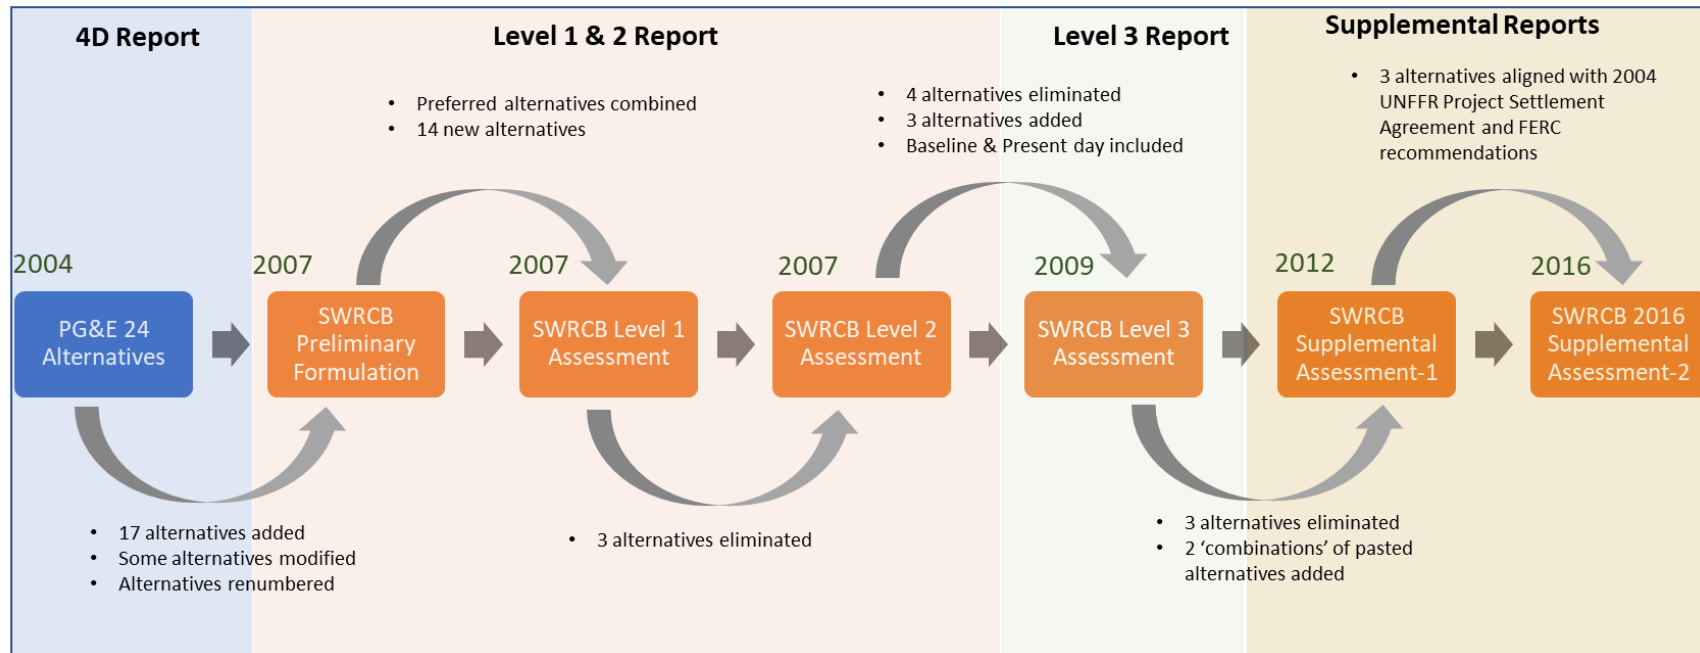 4D Report
Level 1 & 2 Report
Level 3 Report
Supplemental Reports
• Preferred alternatives combined
• 14 new alternatives
• 4 alternatives eliminated
• 3 alternatives added
• Baseline & Present day included
• 3 alternatives aligned with 2004
UNFFR Project Settlement
Agreement and FERC
recommendations
2004
2007
2007
2007
2009
2012
2016
PG&E 24
Alternatives
SWRCB
Preliminary
Formulation
SWRCB Level 1
Assessment
SWRCB Level 2
Assessment
SWRCB Level 3
Assessment
SWRCB
Supplemental
Assessment-1
SWRCB 2016
Supplemental
Assessment-2
• 17 alternatives added
• Some alternatives modified
• Alternatives renumbered
• 3 alternatives eliminated
• 3 alternatives eliminated
• 2 ‘combinations’ of pasted
alternatives added